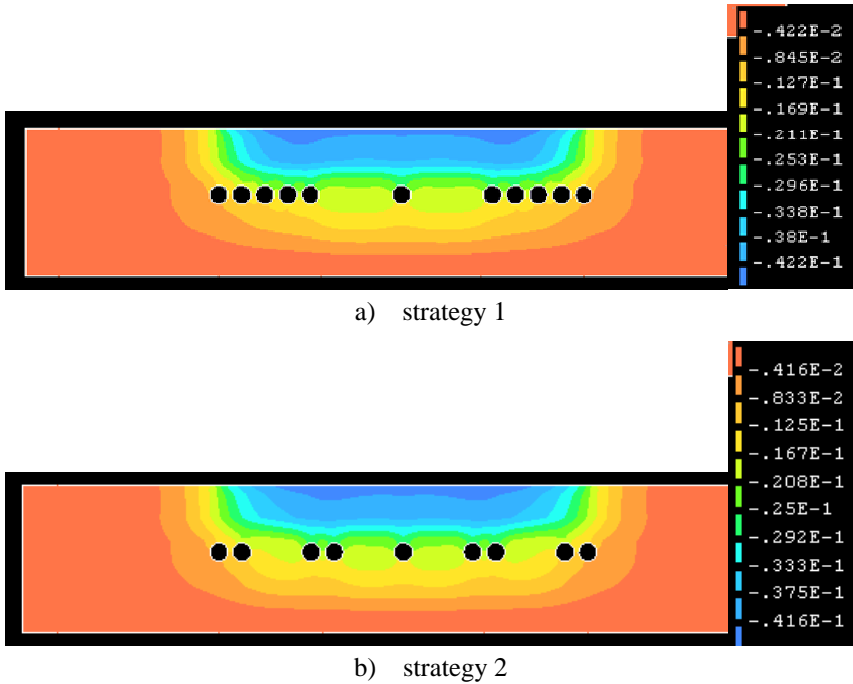 -.422E-2
-.845E-2
-.127E-1
-.169E-1
-.211E-1
-.253E-1
-.296E-1
-.338E-1
-.38E-1
-.422E-1
a) strategy 1
-.416E-2
-.833E-2
-.125E-1
-.167E-1
-.208E-1
-.25E-1
-.292E-1
-.333E-1
-.375E-1
-.416E-1
b) strategy 2